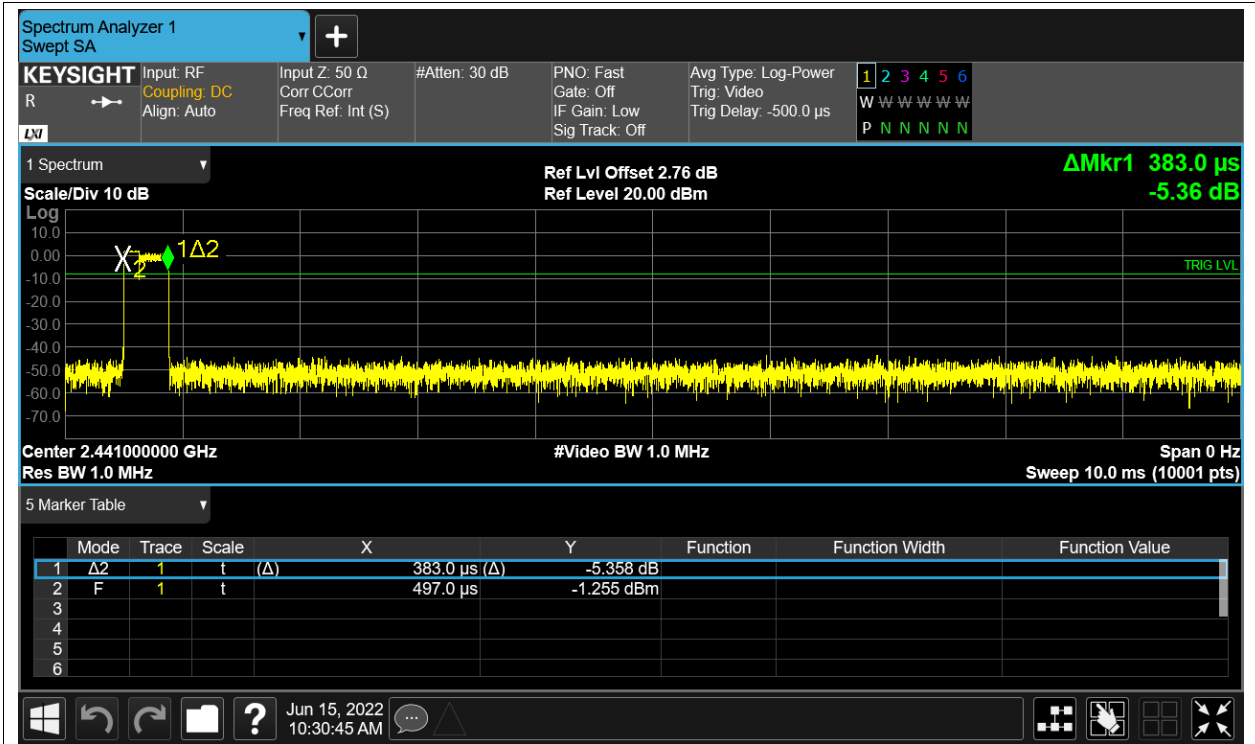 Spectrum Analyzer 1
Swept SA
KEYSIGHT Input: RF Input Z: 50 Ω #Atten: 30 dB PNO: Fast Avg Type: Log-Power 1 2 3 4 5 6
R Coupling: DC Corr CCorr Gate: Off Trig: Video W W W W W W
Align: Auto Freq Ref: Int (S) IF Gain: Low Trig Delay: -500.0 µs
LXI Sig Track: Off P N N N N N
1 Spectrum Ref Lvl Offset 2.76 dB ΔMkr1 383.0 µs
Scale/Div 10 dB Ref Level 20.00 dBm -5.36 dB
Log
10.0
1Δ2
0.00
X2
TRIG LVL
-10.0
-20.0
-30.0
-40.0
-50.0
-60.0
-70.0
Center 2.441000000 GHz #Video BW 1.0 MHz Span 0 Hz
Res BW 1.0 MHz Sweep 10.0 ms (10001 pts)
5 Marker Table
Mode Trace Scale X Y Function Function Width Function Value
1 Δ2 1 t (Δ) 383.0 µs (Δ) -5.358 dB
2 F 1 t 497.0 µs -1.255 dBm
3
4
5
6
? Jun 15, 2022
10:30:45 AM